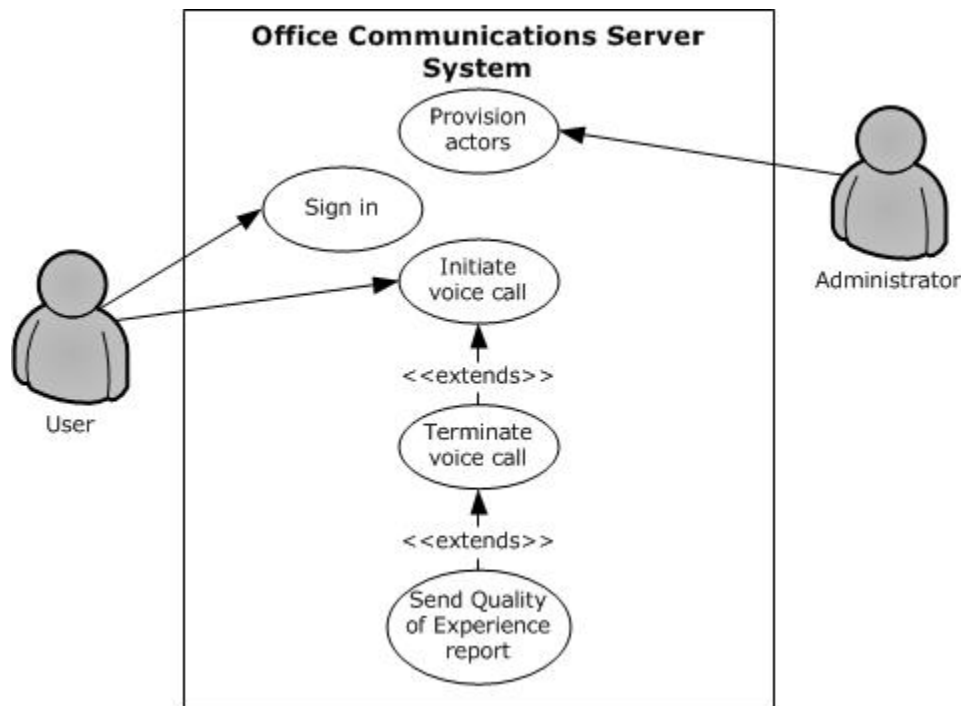 Office Communications Server
System
Provision
actors
Sign in
Initiate
voice call
Administrator
<<extends>>
User
Terminate
voice call
<<extends>>
Send Quality
of Experience
report